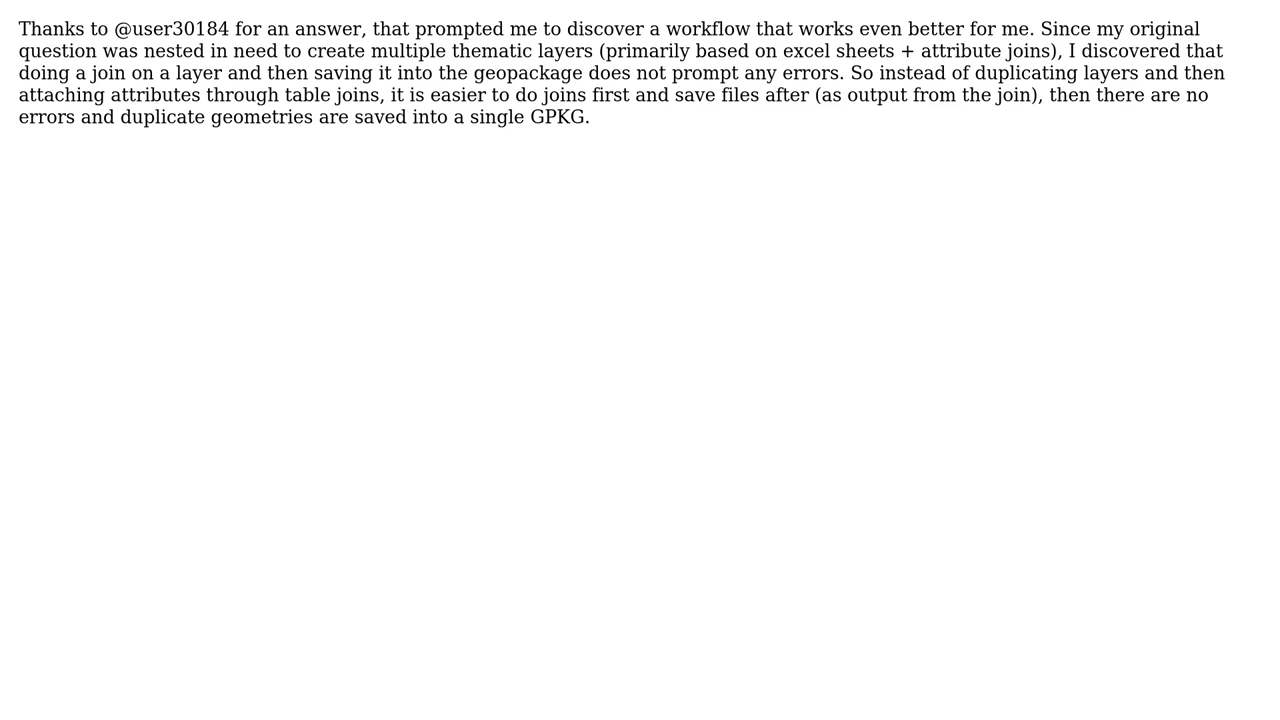 Thanks to @user30184 for an answer, that prompted me to discover a workflow that works even better for me. Since my original
question was nested in need to create multiple thematic layers (primarily based on excel sheets + attribute joins), I discovered that
doing a join on a layer and then saving it into the geopackage does not prompt any errors. So instead of duplicating layers and then
attaching attributes through table joins, it is easier to do joins first and save files after (as output from the join), then there are no
errors and duplicate geometries are saved into a single GPKG.